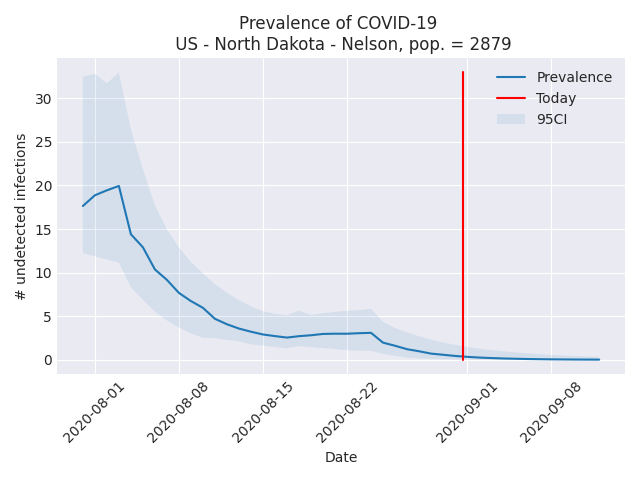 Prevalence of COVID-19
US - North Dakota - Nelson, pop. = 2879
Prevalence
Today
95CI
# undetected infections
30
25
20
15
10
5
0
2020-08-01
2020-08-08
2020-08-15
2020-08-22
2020-09-01
2020-09-08
Date